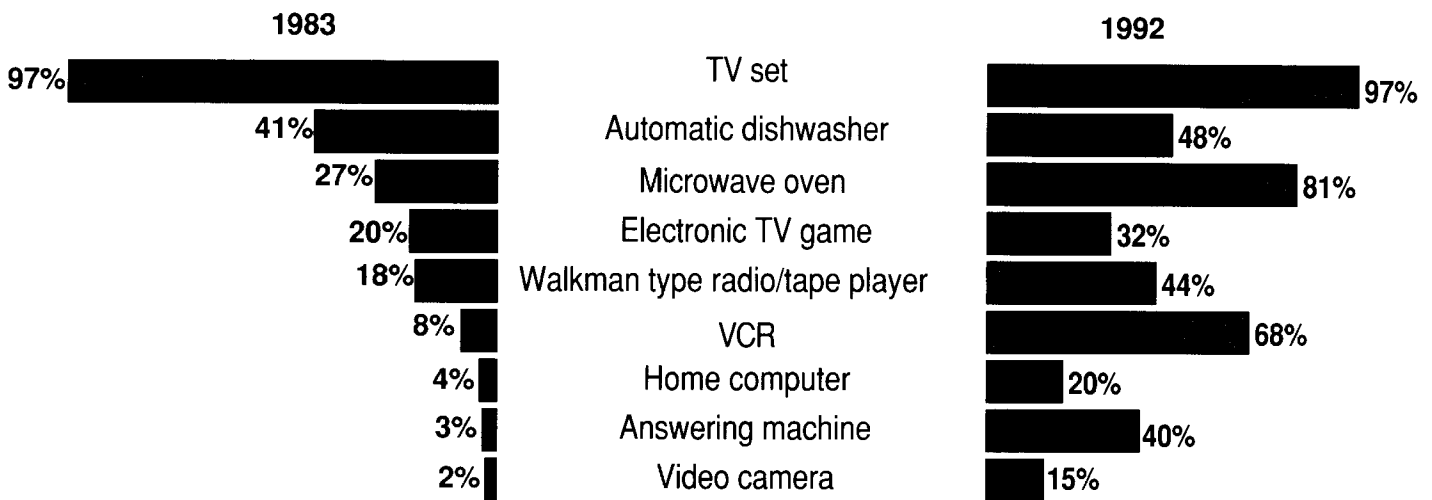 1983 1992
97% TV set 97%
41% Automatic dishwasher 48%
27% Microwave oven 81%
20% Electronic TV game 32%
18% Walkman type radio/tape player 44%
8% VCR 68%
4% Home computer 20%
3% Answering machine 40%
2% Video camera 15%